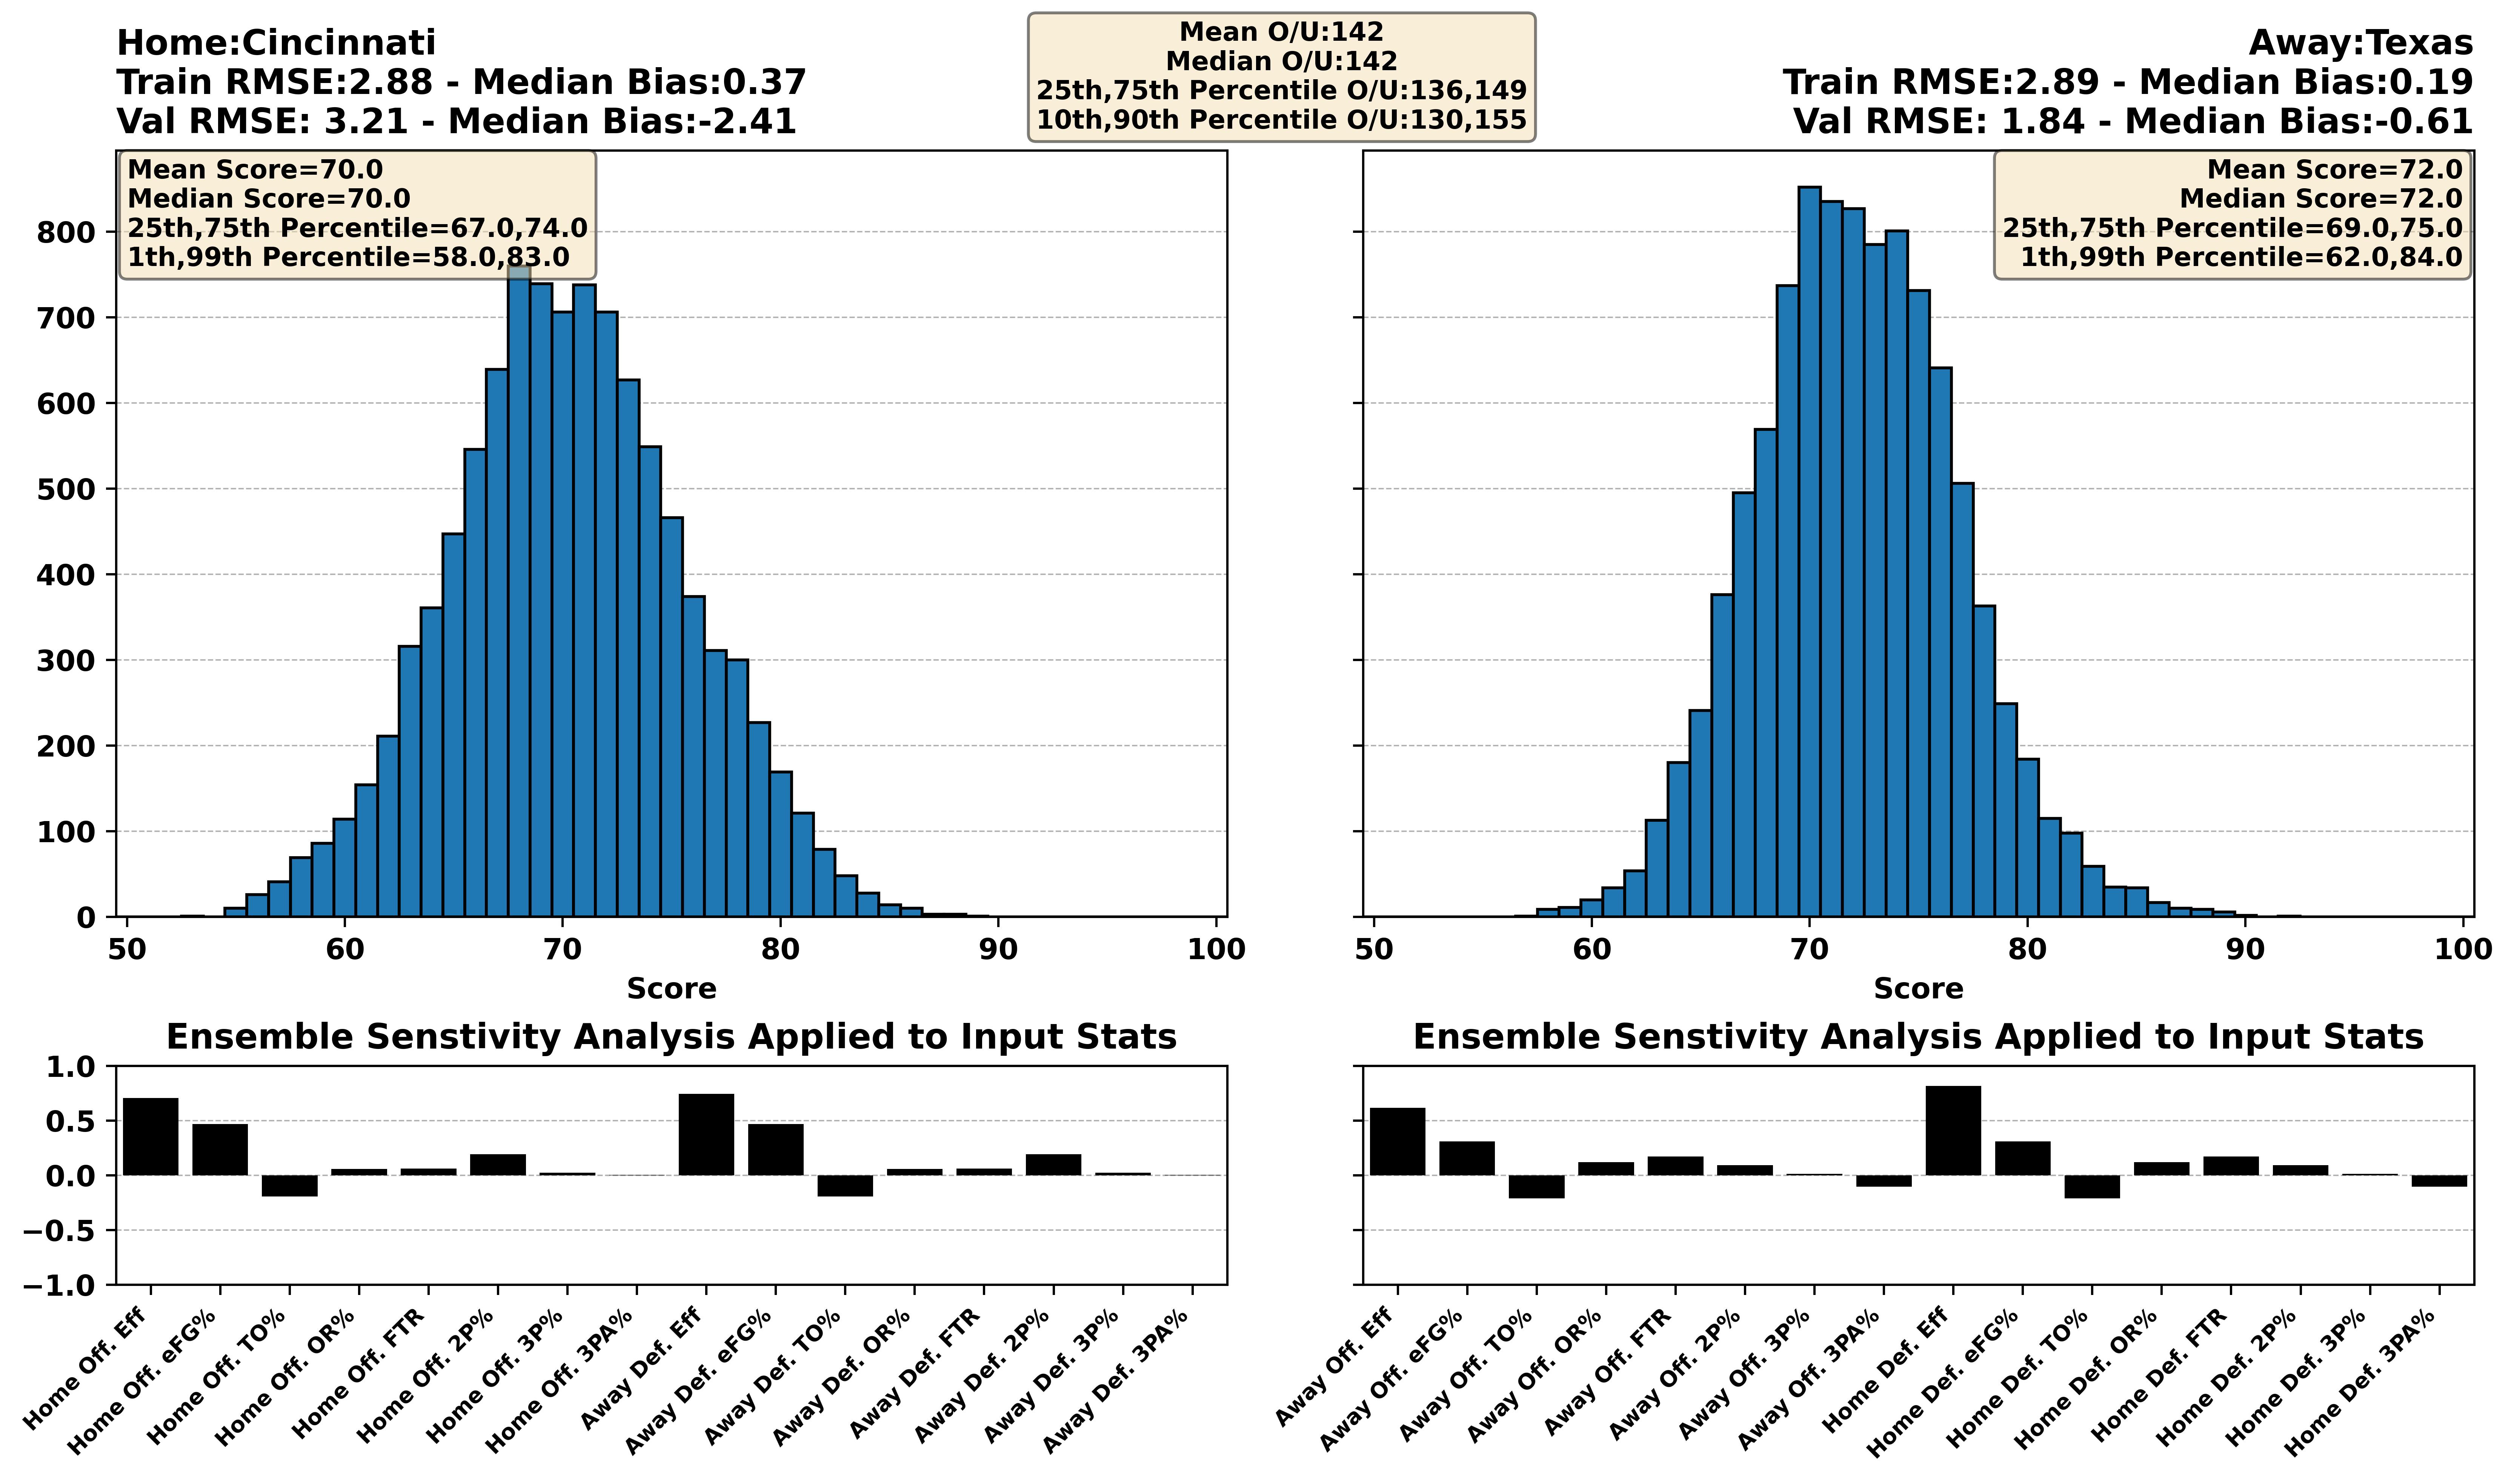 Mean O/U:142
Median O/U:142
25th,75th Percentile O/U:136,149
10th,90th Percentile O/U:130,155
Home:Cincinnati
Train RMSE:2.88 - Median Bias:0.37
Val RMSE: 3.21 - Median Bias:-2.41
Away:Texas
Train RMSE:2.89 - Median Bias:0.19
Val RMSE: 1.84 - Median Bias:-0.61
Mean Score=70.0
Median Score=70.0
25th,75th Percentile=67.0,74.0
1th,99th Percentile=58.0,83.0
800
700
600
500
400
300
200
100
0
50 60 70 80 90 100
Score
Mean Score=72.0
Median Score=72.0
25th,75th Percentile=69.0,75.0
1th,99th Percentile=62.0,84.0
50 60 70 80 90 100
Score
Ensemble Senstivity Analysis Applied to Input Stats
1.0
0.5
0.0
−0.5
−1.0
Home Off. Eff
Home Off. eFG%
Home Off. TO%
Home Off. OR%
Home Off. FTR
Home Off. 2P%
Home Off. 3P%
Home Off. 3PA%
Away Def. Eff
Away Def. eFG%
Away Def. TO%
Away Def. OR%
Away Def. FTR
Away Def. 2P%
Away Def. 3P%
Away Def. 3PA%
Ensemble Senstivity Analysis Applied to Input Stats
Away Off. Eff
Away Off. eFG%
Away Off. TO%
Away Off. OR%
Away Off. FTR
Away Off. 2P%
Away Off. 3P%
Away Off. 3PA%
Home Def. Eff
Home Def. eFG%
Home Def. TO%
Home Def. OR%
Home Def. FTR
Home Def. 2P%
Home Def. 3P%
Home Def. 3PA%